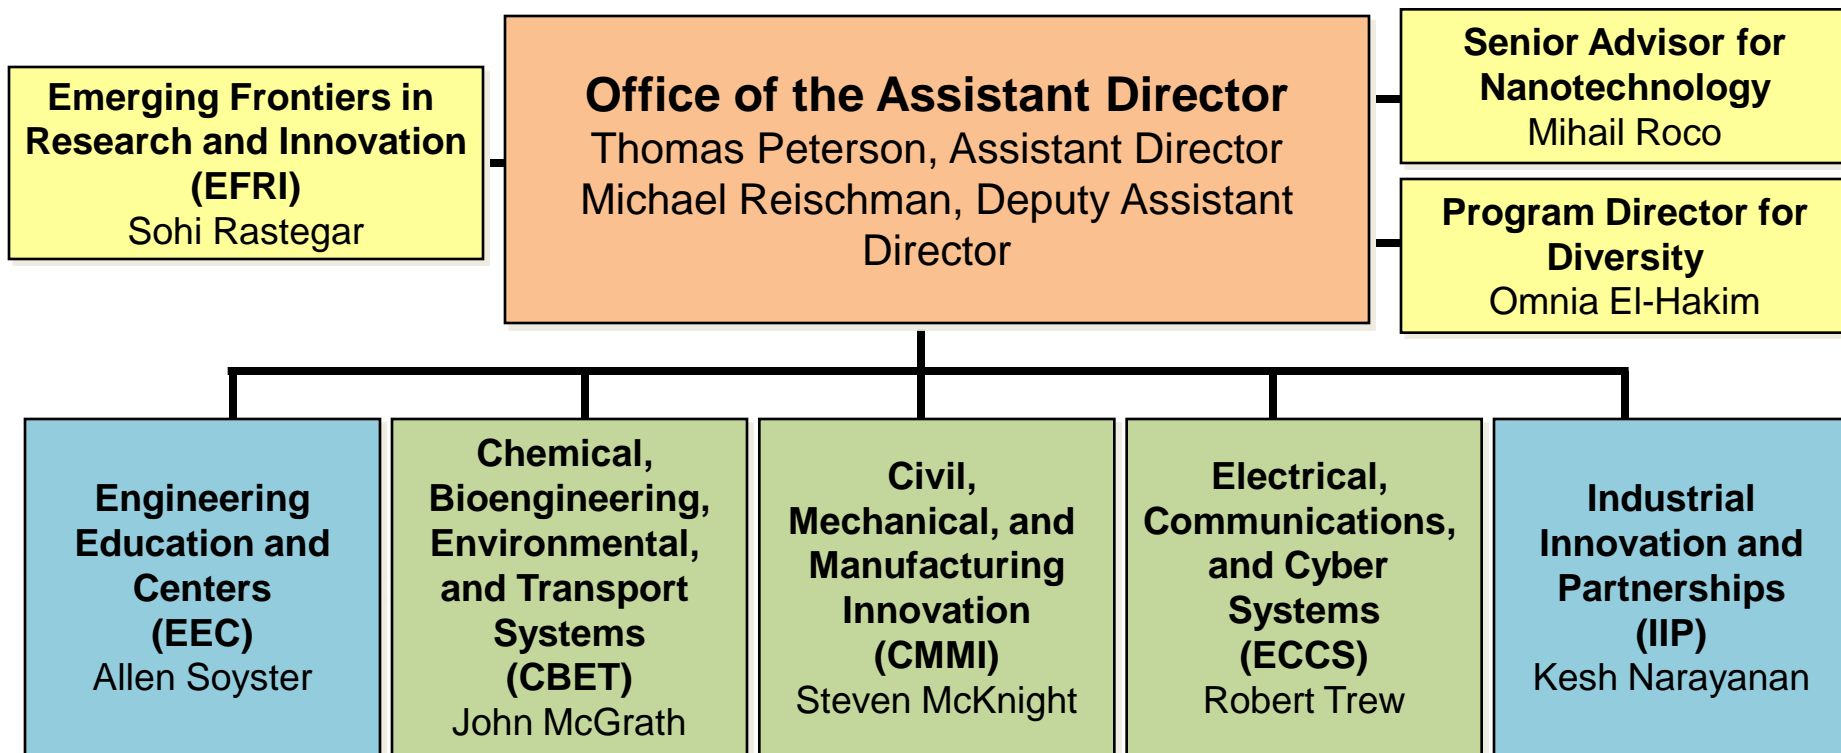 Emerging Frontiers in
Research and Innovation
(EFRI)
Sohi Rastegar
Office of the Assistant Director
Thomas Peterson, Assistant Director
Michael Reischman, Deputy Assistant
Director
Senior Advisor for
Nanotechnology
Mihail Roco
Program Director for
Diversity
Omnia El-Hakim
Engineering
Education and
Centers
(EEC)
Allen Soyster
Chemical,
Bioengineering,
Environmental,
and Transport
Systems
(CBET)
John McGrath
Civil,
Mechanical, and
Manufacturing
Innovation
(CMMI)
Steven McKnight
Electrical,
Communications,
and Cyber
Systems
(ECCS)
Robert Trew
Industrial
Innovation and
Partnerships
(IIP)
Kesh Narayanan